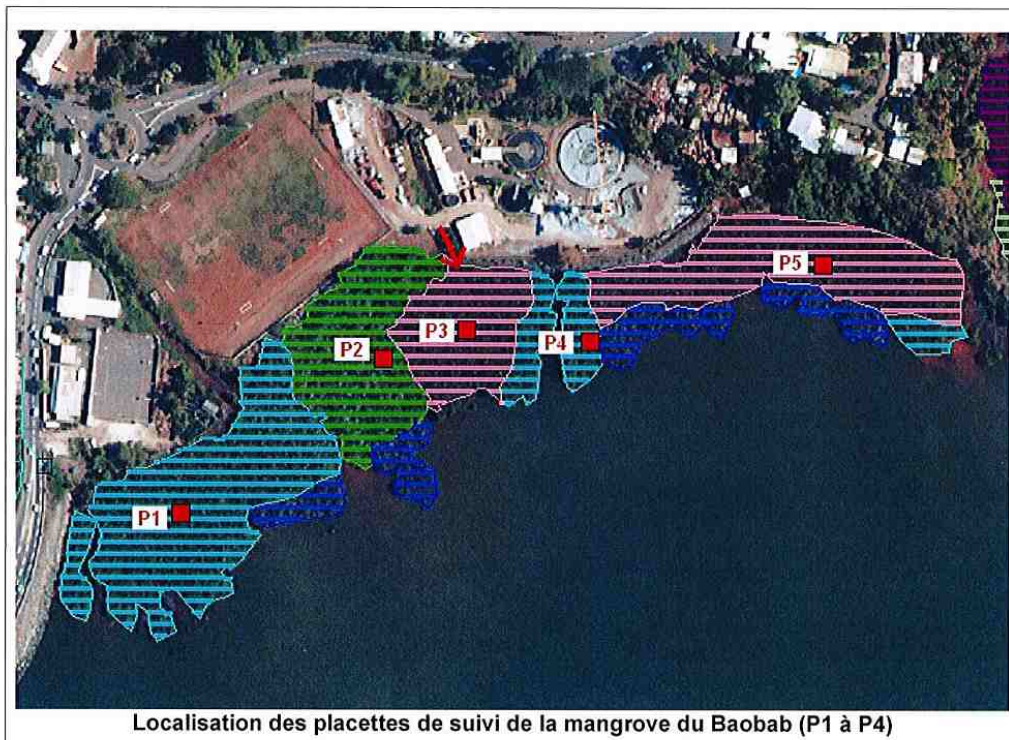 P5
P3
P4
P2
P1
Localisation des placettes de suivi de la mangrove du Baobab (P1 à P4)